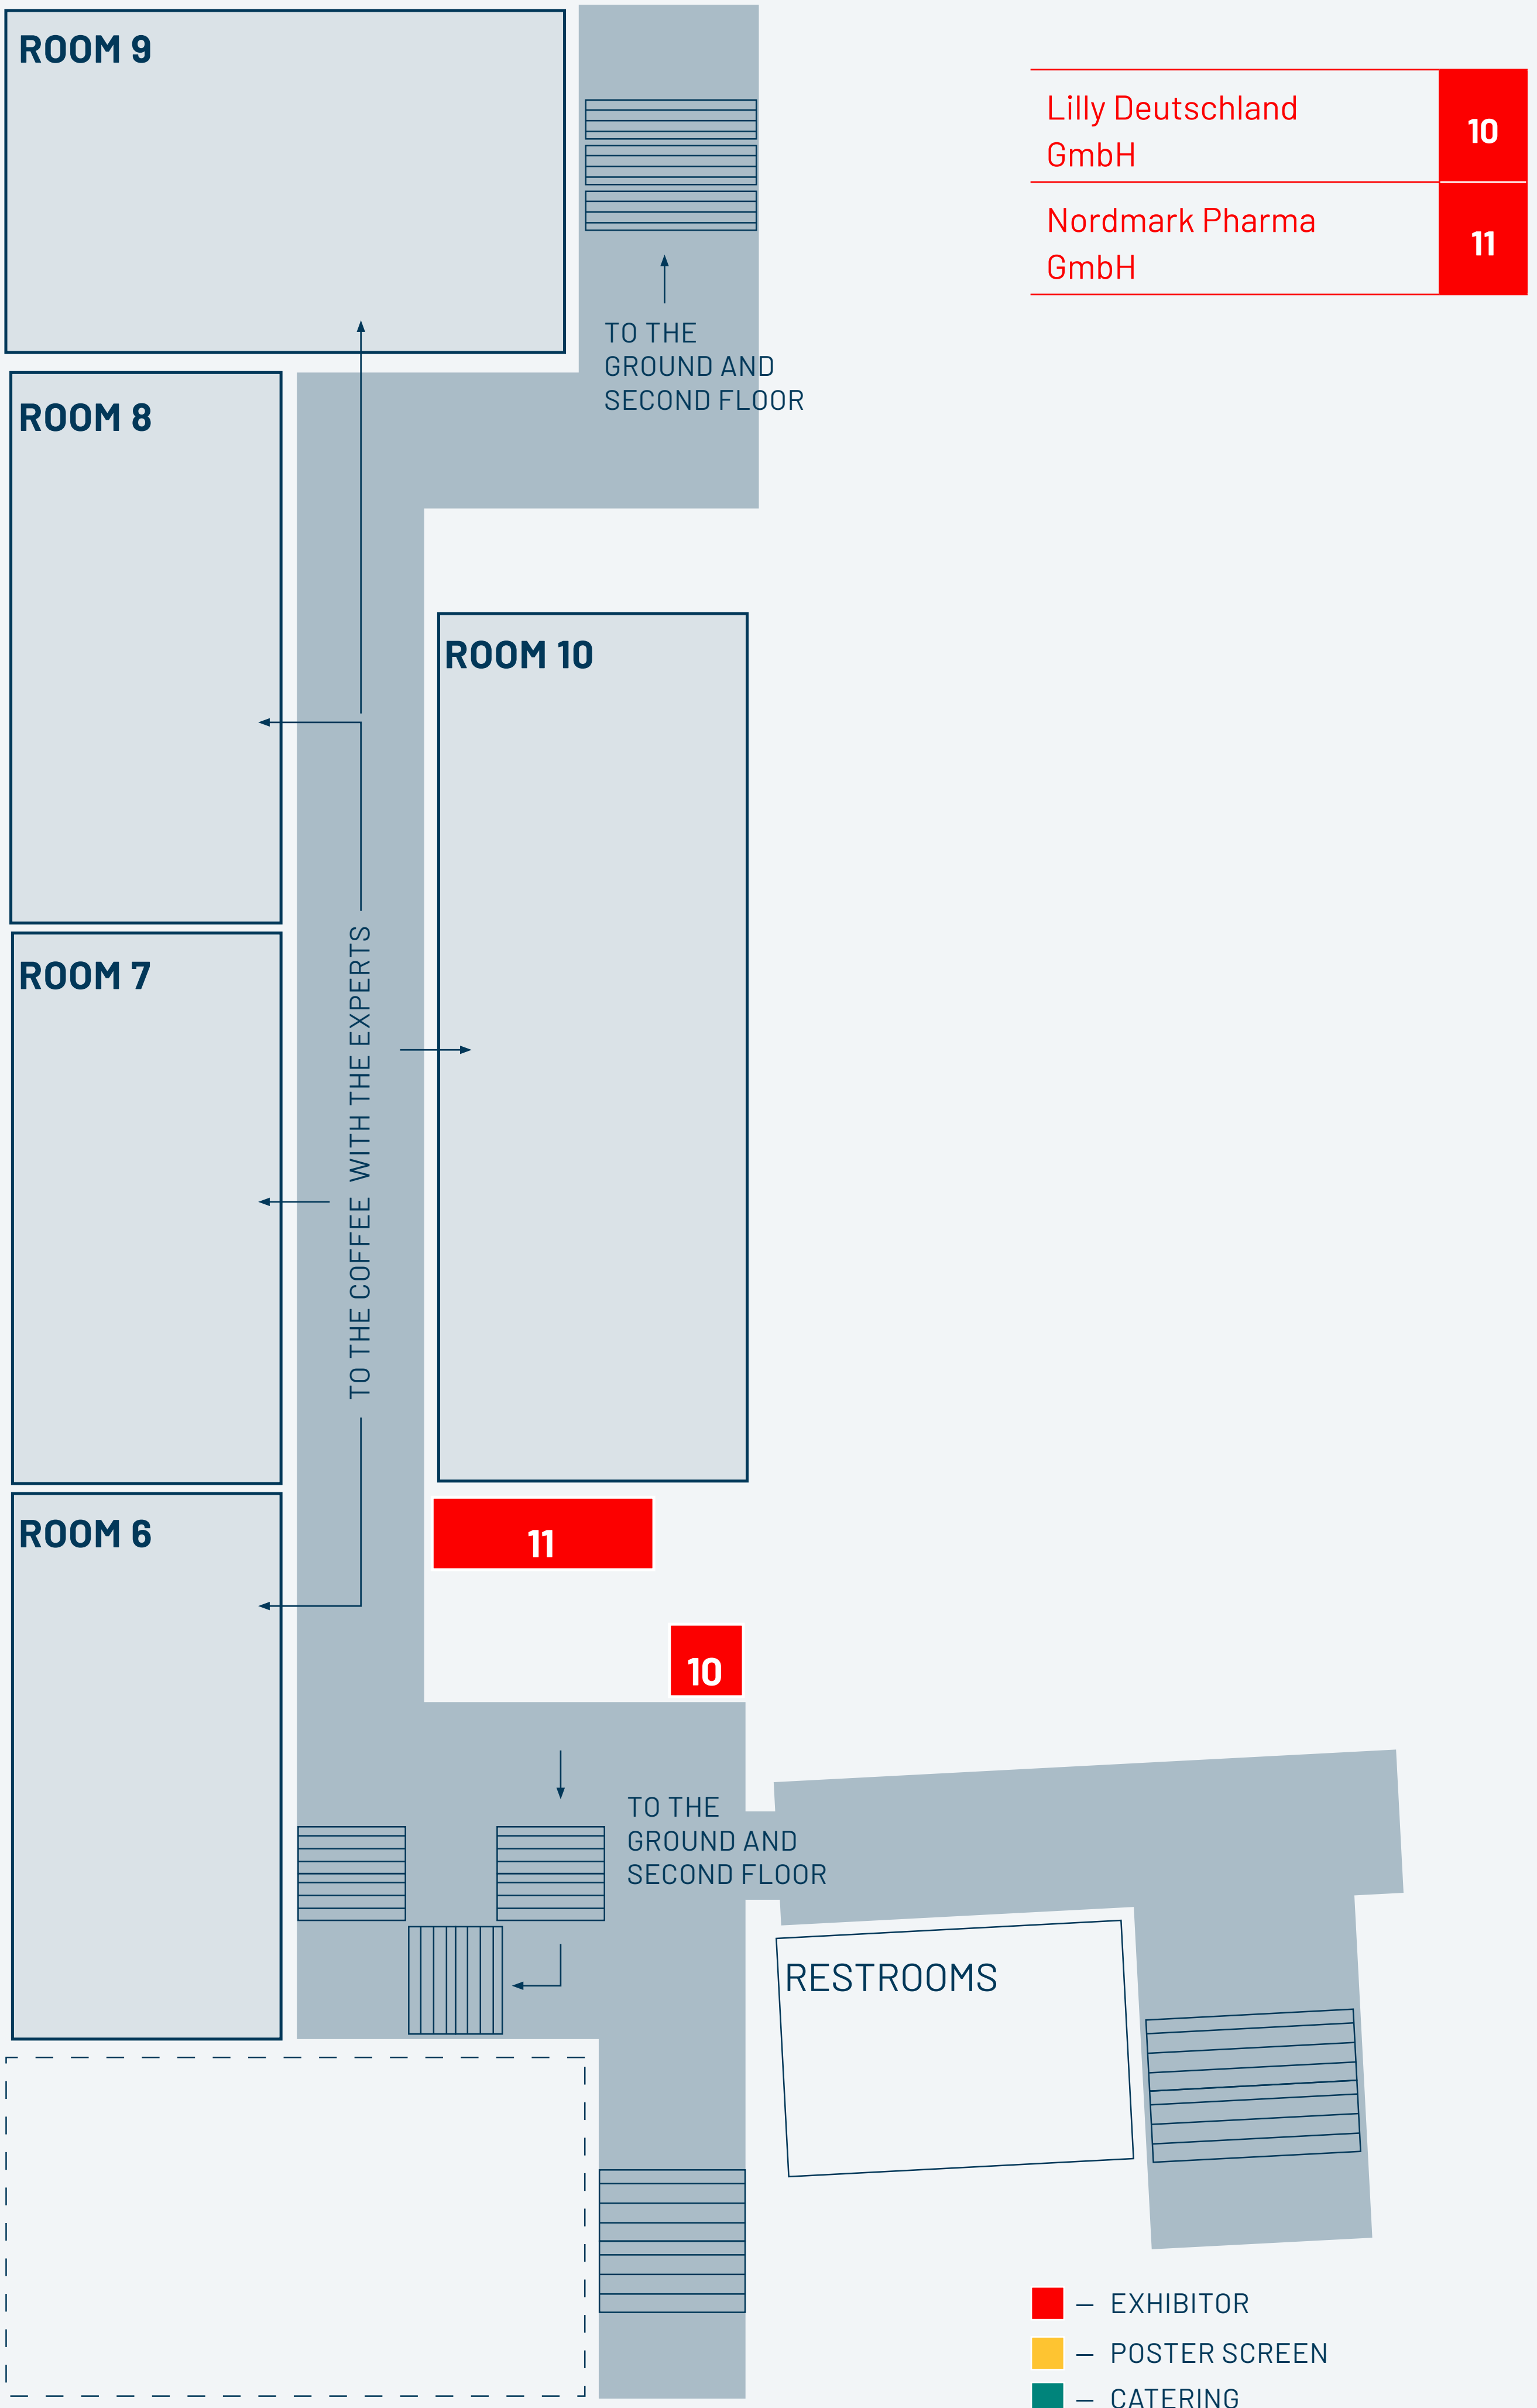 ROOM 9
Lilly Deutschland
GmbH
10
Nordmark Pharma
GmbH
11
TO THE
GROUND AND
SECOND FLOOR
ROOM 8
ROOM 10
ROOM 7
TO THE COFFEE WITH THE EXPERTS
ROOM 6
11
10
TO THE
GROUND AND
SECOND FLOOR
RESTROOMS
— EXHIBITOR
— POSTER SCREEN
— CATERING